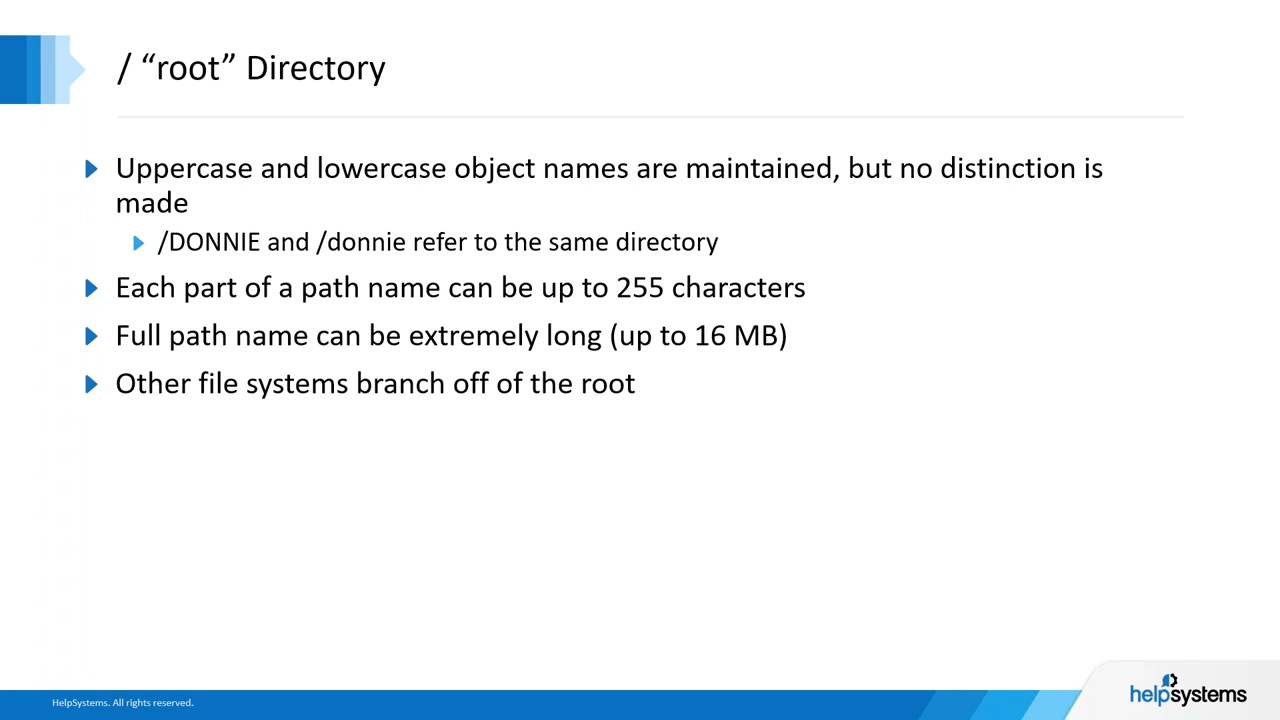 / “root” Directory
Uppercase and lowercase object names are maintained, but no distinction is
made
/DONNIE and /donnie refer to the same directory
Each part of a path name can be up to 255 characters
Full path name can be extremely long (up to 16 MB)
Other file systems branch off of the root
HelpSystems. All rights reserved.
helpsystems